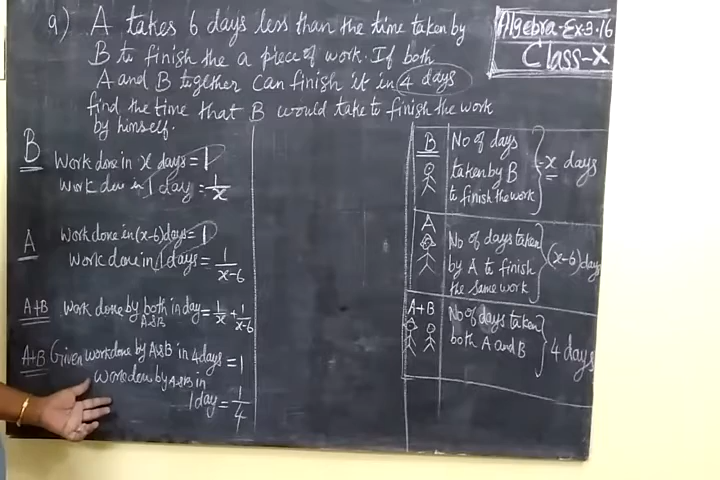 9) A takes 6 days less than the time taken by
B to finish the a piece of work. If both
A and B together can finish it in 4 days
find the time that B would take to finish the work
by himself.
Algebra-Ex-3.16
Class-X
B
Work done in x days = 1
Work done in 1 day = 1/x
A
Work done in (x-6) days = 1
Work done in 1 days = 1/x-6
A+B
Work done by both in day = 1/x + 1/x-6
A&B
A+B
Given work done by A&B in 4 days = 1
Work done by A&B in
1 day = 1/4
B
No of days
taken by B
to finish the work
x days
A
No of days taken
by A to finish
the same work
(x-6) days
A+B
No of days taken
both A and B
4 days